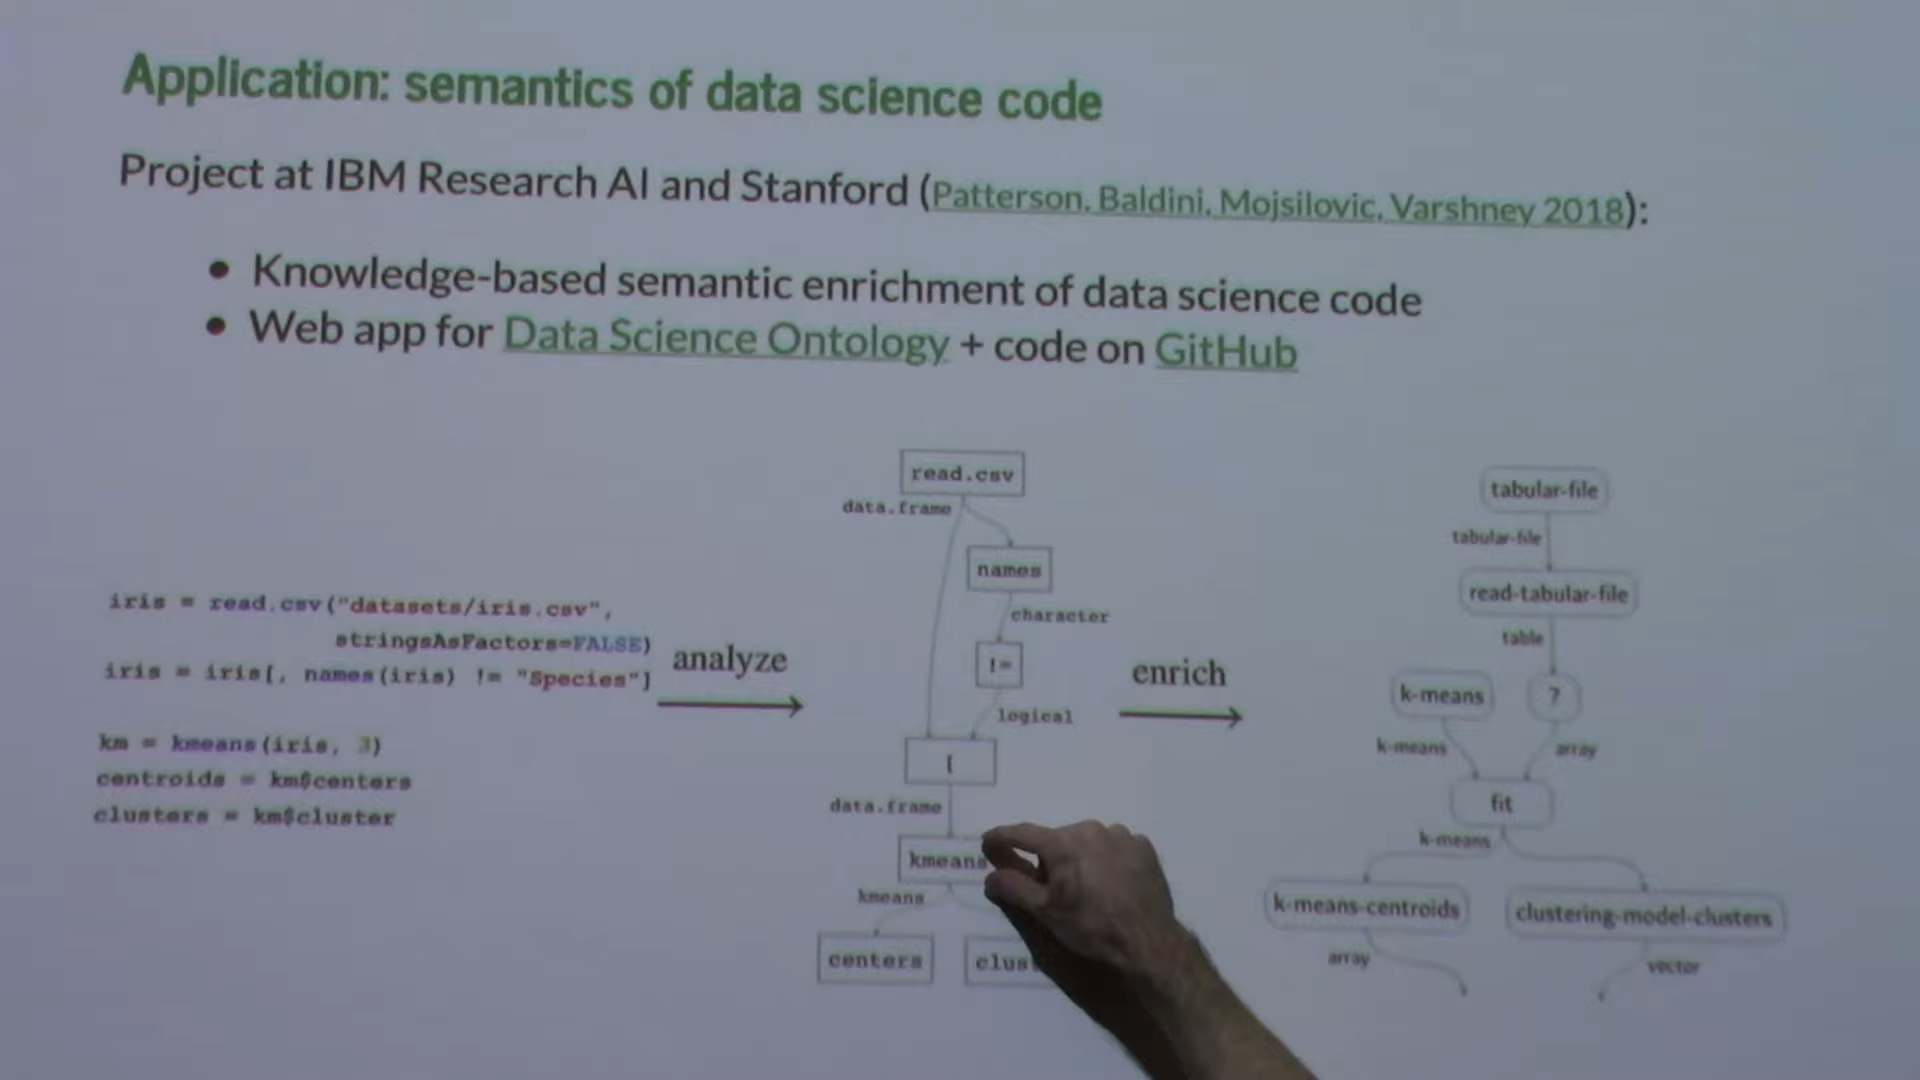 Application: semantics of data science code
Project at IBM Research AI and Stanford (Patterson, Baldini, Mojsilovic, Varshney 2018):
• Knowledge-based semantic enrichment of data science code
• Web app for Data Science Ontology + code on GitHub
iris = read.csv("datasets/iris.csv",
stringsAsFactors=FALSE)
iris = iris[, names(iris) != "Species"]
km = kmeans(iris, 3)
centroids = km$centers
clusters = km$cluster
analyze
read.csv
data.frame
names
character
!=
logical
[
data.frame
kmeans
kmeans
centers
enrich
tabular-file
tabular-file
read-tabular-file
table
k-means
?
k-means
array
fit
k-means
k-means-centroids
clustering-model-clusters
array
vector